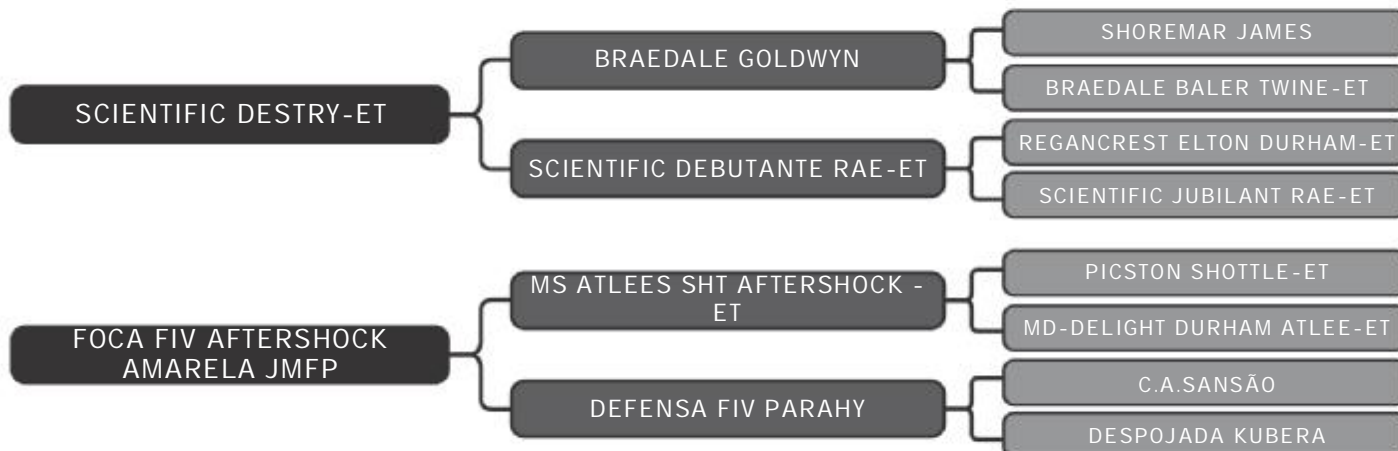 SCIENTIFIC DESTRY-ET
BRAEDALE GOLDWYN
SHOREMAR JAMES
BRAEDALE BALER TWINE-ET
SCIENTIFIC DEBUTANTE RAE-ET
REGANCREST ELTON DURHAM-ET
SCIENTIFIC JUBILANT RAE-ET
FOCA FIV AFTERSHOCK
AMARELA JMFP
MS ATLEES SHT AFTERSHOCK -
ET
PICSTON SHOTTLE-ET
MD-DELIGHT DURHAM ATLEE-ET
DEFENSA FIV PARAHY
C.A.SANSÃO
DESPOJADA KUBERA